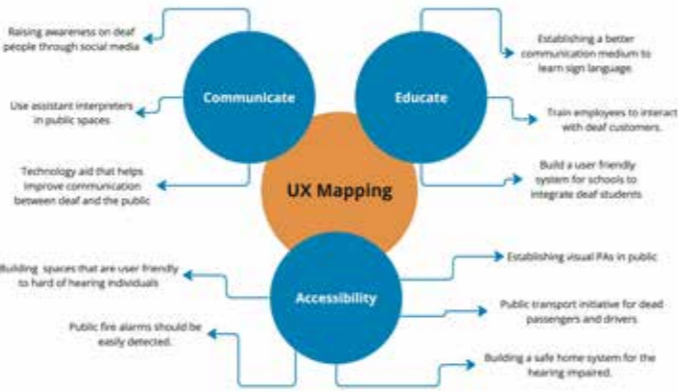 Raising awareness on deaf
people through social media
Use assistant interpreters
in public spaces
Technology aid that helps
improve communication
between deaf and the public
Communicate
Educate
Establishing a better
communication medium to
learn sign language
Train employees to interact
with deaf customers.
Build a user friendly
system for schools to
integrate deaf students
UX Mapping
Building spaces that are user friendly
to hard of hearing individuals
Public fire alarms should be
easily detected.
Accessibility
Establishing visual PAs in public
Public transport initiative for dead
passengers and drivers
Building a safe home system for the
hearing impaired.